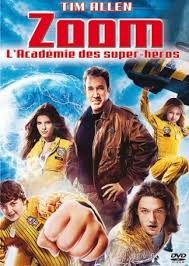 TIM ALLEN
Zoom
L'Académie des super-héros
DVD